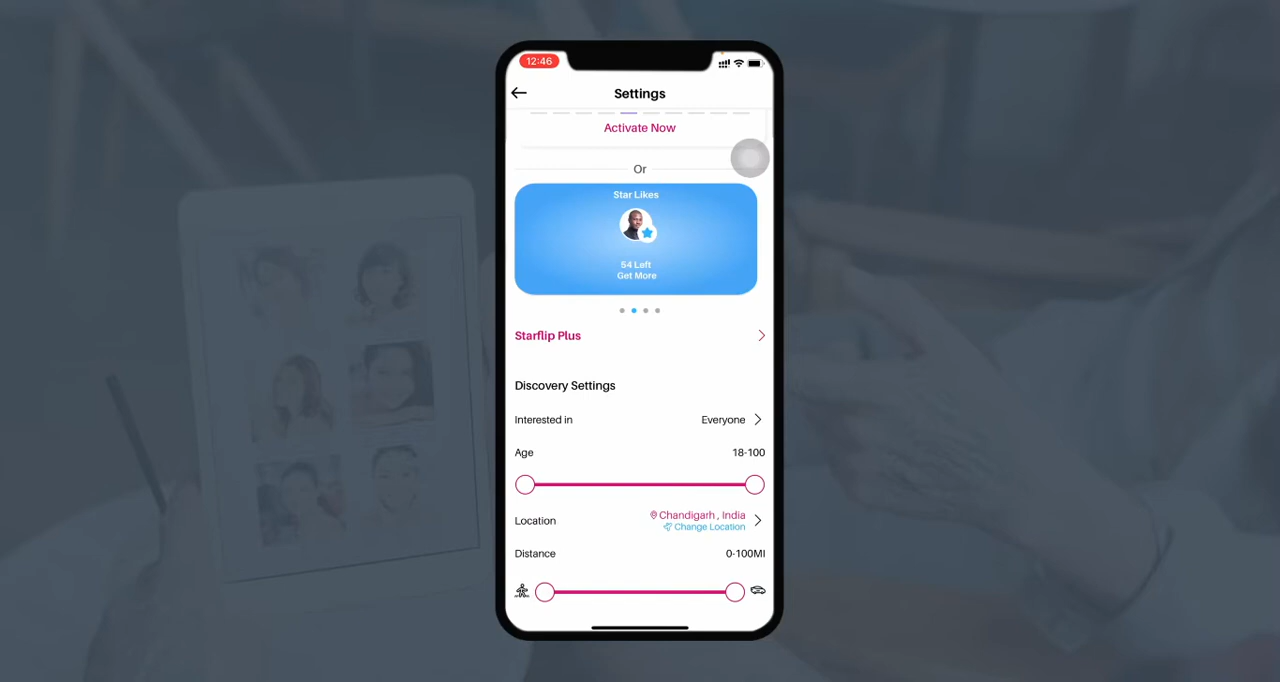 12:46
Settings
Activate Now
Or
Star Likes
54 Left
Get More
Starflip Plus
Discovery Settings
Interested in Everyone
Age 18-100
Location Chandigarh , India
Change Location
Distance 0-100MI